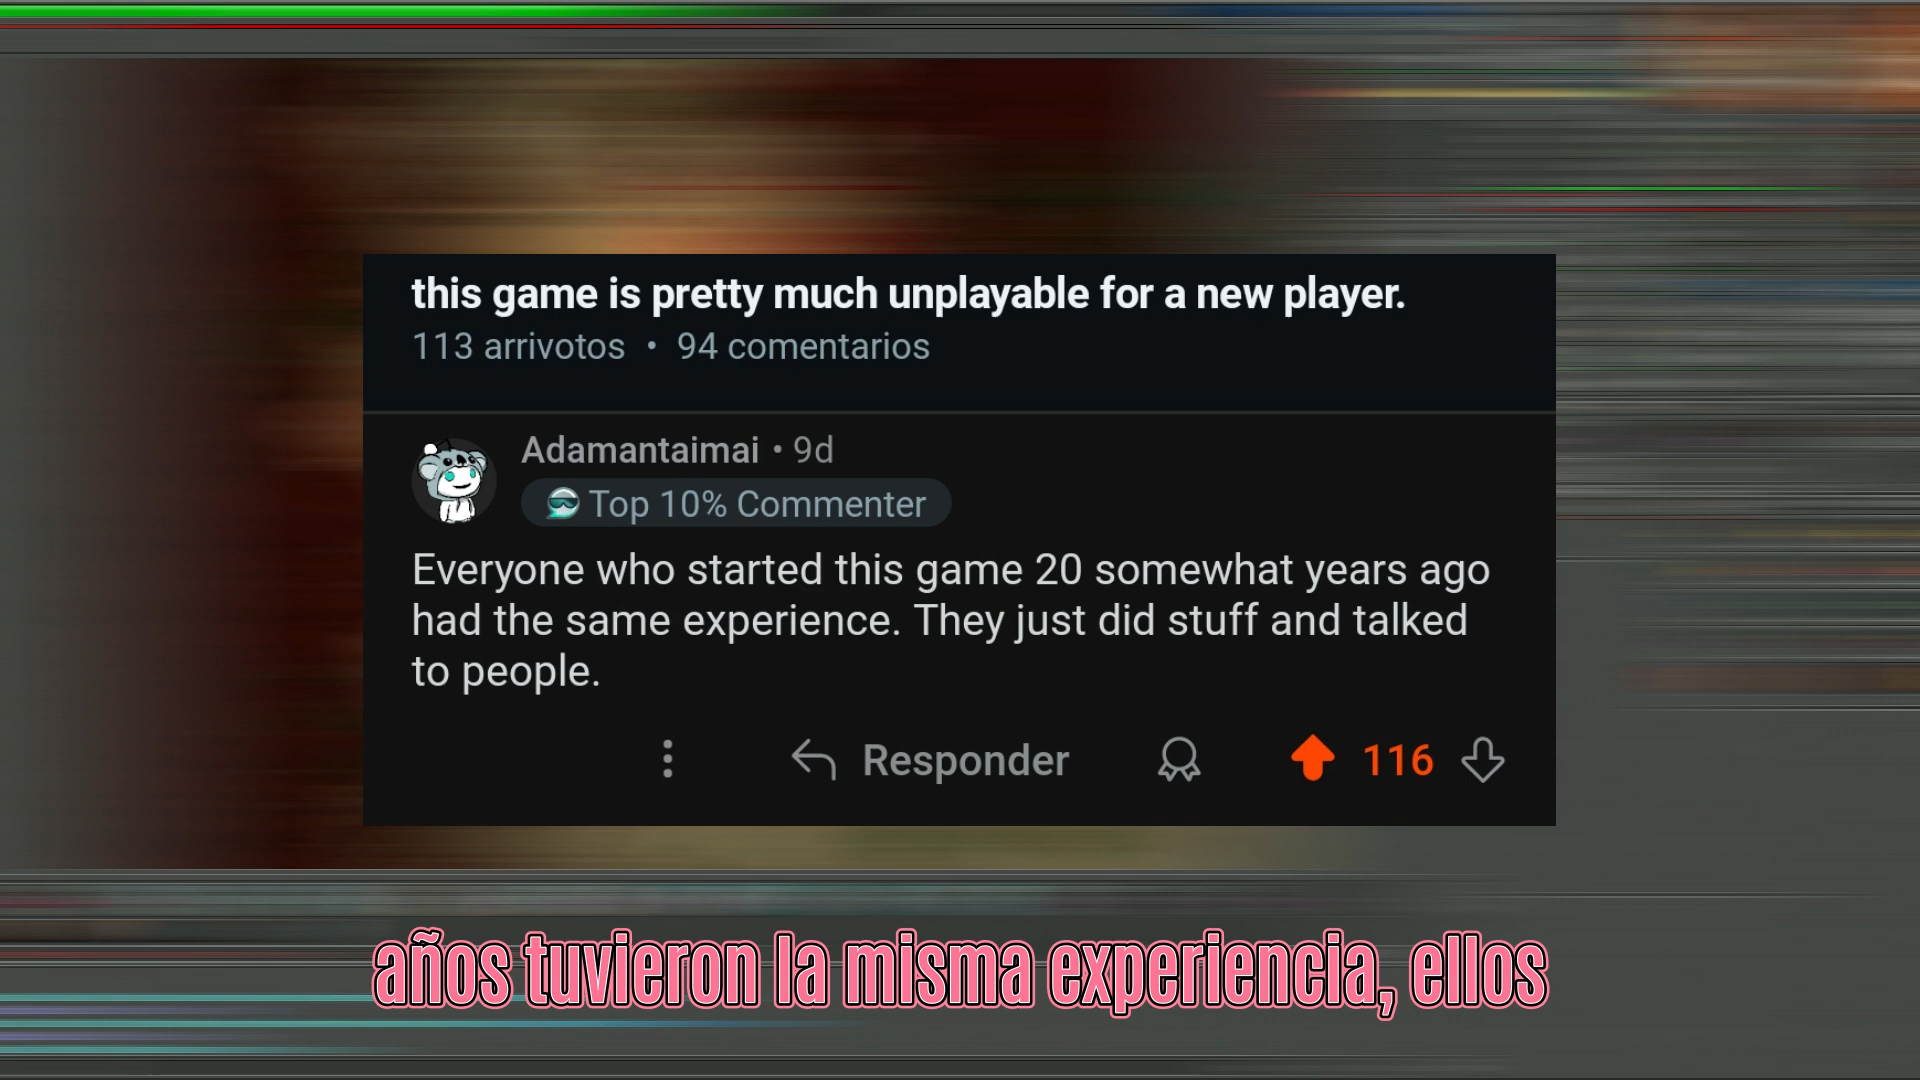 this game is pretty much unplayable for a new player.
113 arrivotos • 94 comentarios
Adamantaimai • 9d
Top 10% Commenter
Everyone who started this game 20 somewhat years ago
had the same experience. They just did stuff and talked
to people.
Responder
116
años tuvieron la misma experiencia, ellos